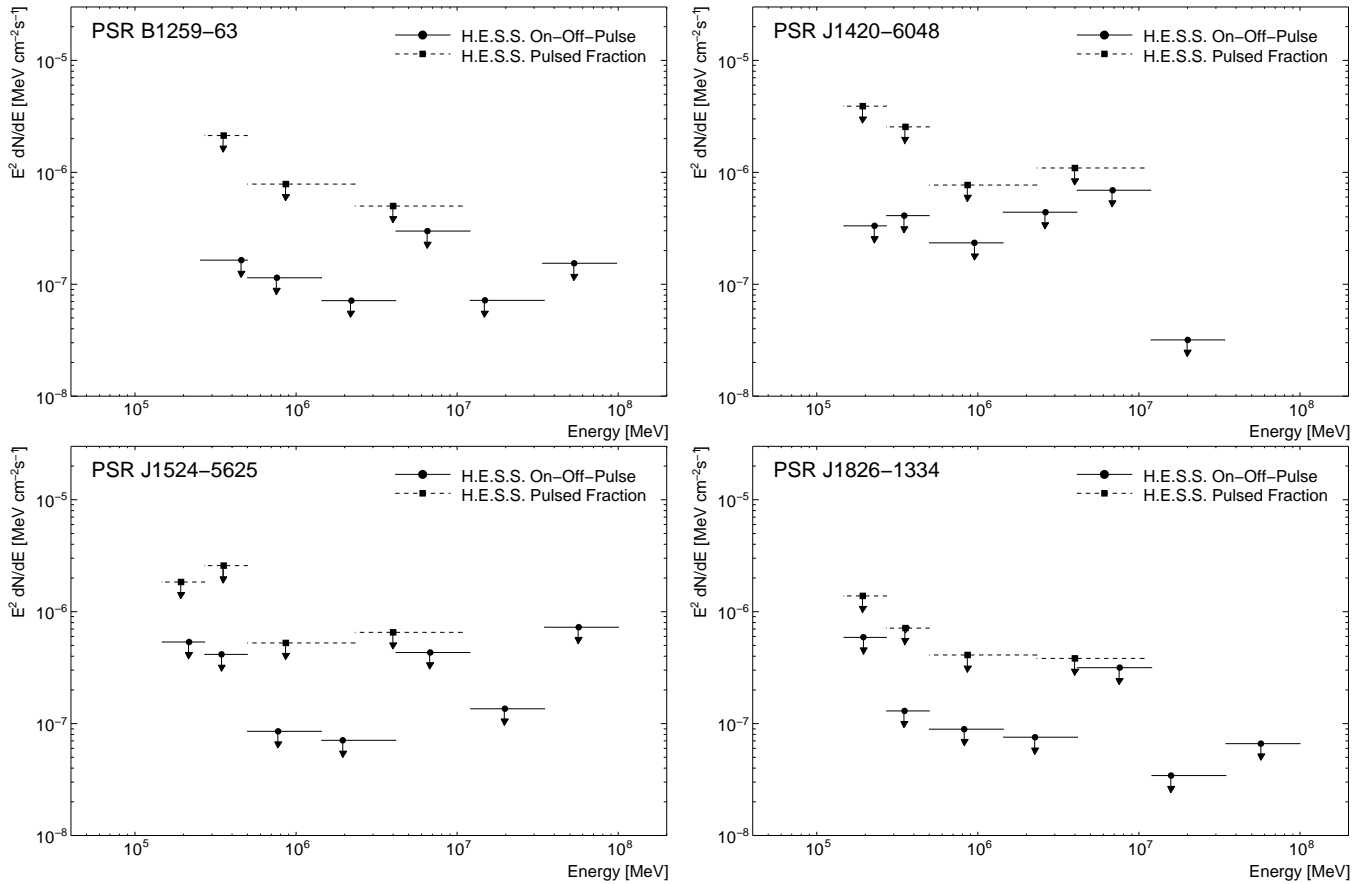 PSR B1259−63
H.E.S.S. On−Off−Pulse
H.E.S.S. Pulsed Fraction
E² dN/dE [MeV cm⁻²s⁻¹]
10⁻⁵
10⁻⁶
10⁻⁷
10⁻⁸
10⁵
10⁶
10⁷
10⁸
Energy [MeV]
PSR J1420−6048
H.E.S.S. On−Off−Pulse
H.E.S.S. Pulsed Fraction
E² dN/dE [MeV cm⁻²s⁻¹]
10⁻⁵
10⁻⁶
10⁻⁷
10⁻⁸
10⁵
10⁶
10⁷
10⁸
Energy [MeV]
PSR J1524−5625
H.E.S.S. On−Off−Pulse
H.E.S.S. Pulsed Fraction
E² dN/dE [MeV cm⁻²s⁻¹]
10⁻⁵
10⁻⁶
10⁻⁷
10⁻⁸
10⁵
10⁶
10⁷
10⁸
Energy [MeV]
PSR J1826−1334
H.E.S.S. On−Off−Pulse
H.E.S.S. Pulsed Fraction
E² dN/dE [MeV cm⁻²s⁻¹]
10⁻⁵
10⁻⁶
10⁻⁷
10⁻⁸
10⁵
10⁶
10⁷
10⁸
Energy [MeV]